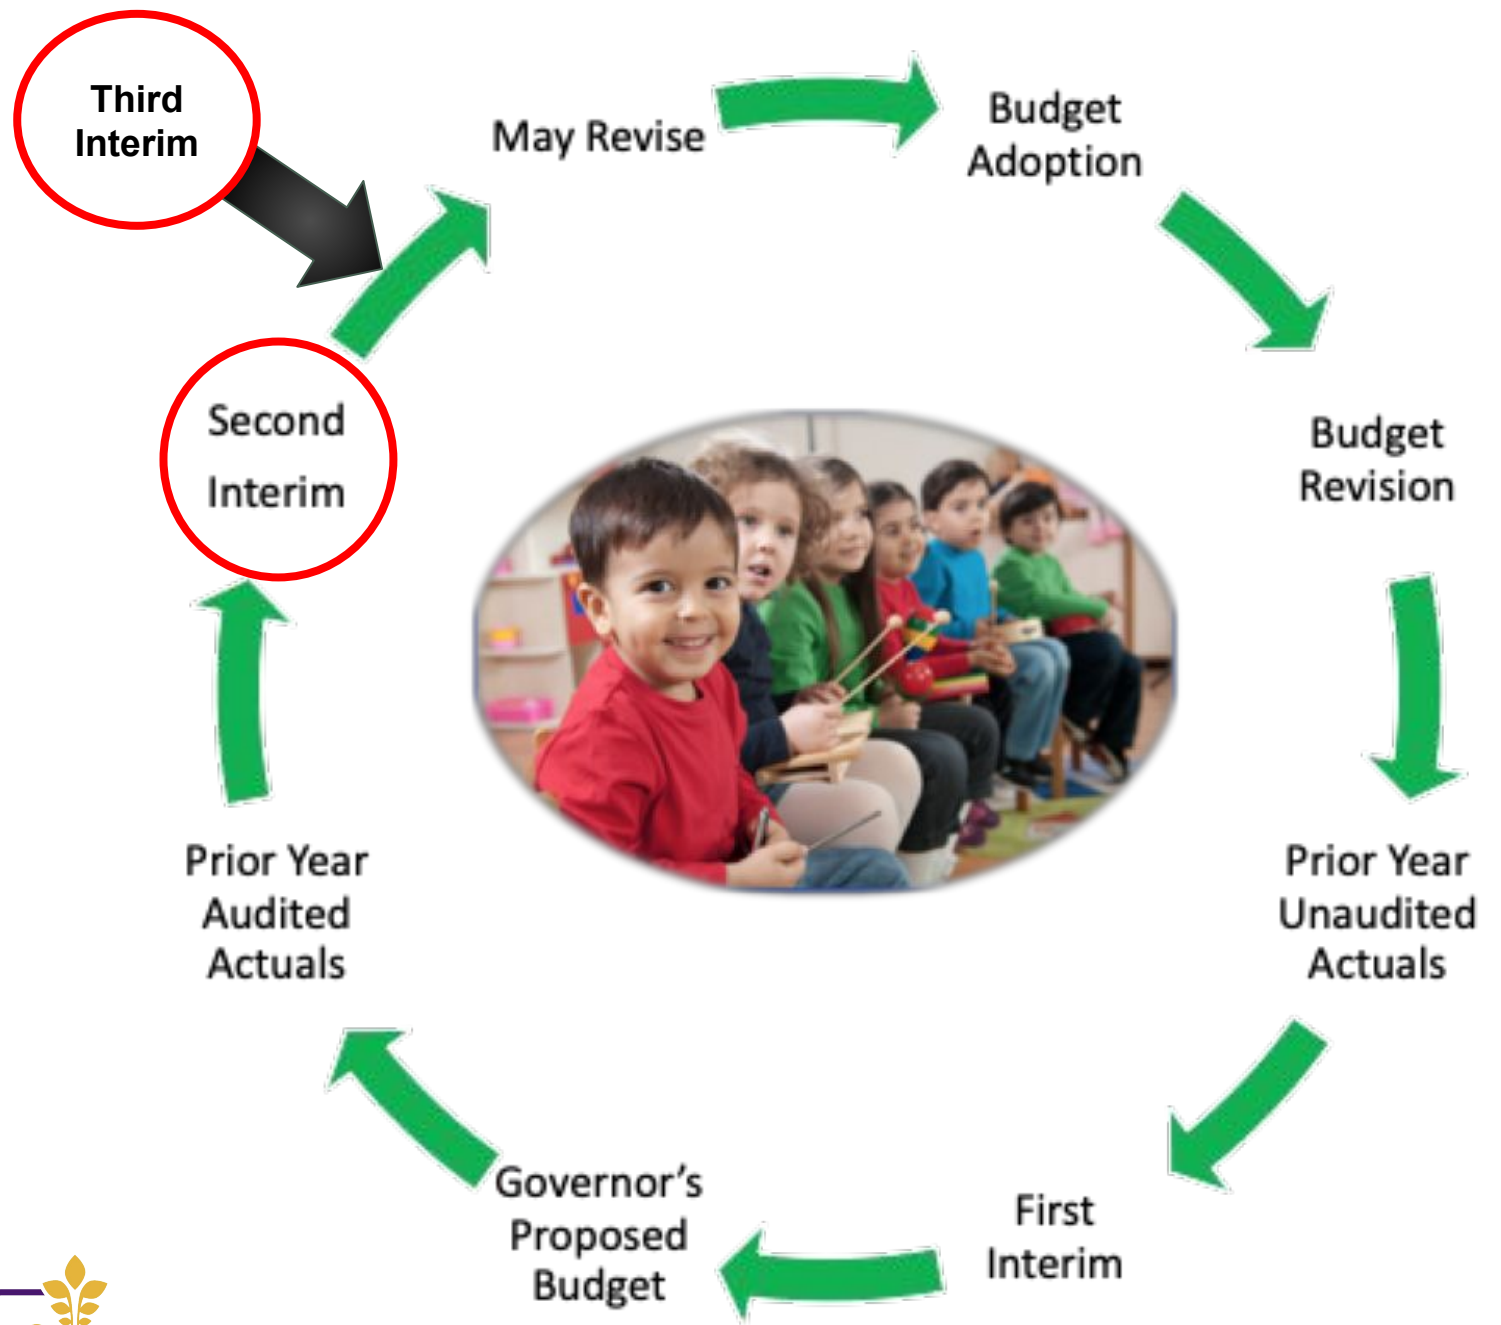 Third
Interim
May Revise
Budget
Adoption
Budget
Revision
Prior Year
Unaudited
Actuals
First
Interim
Governor’s
Proposed
Budget
Prior Year
Audited
Actuals
Second
Interim